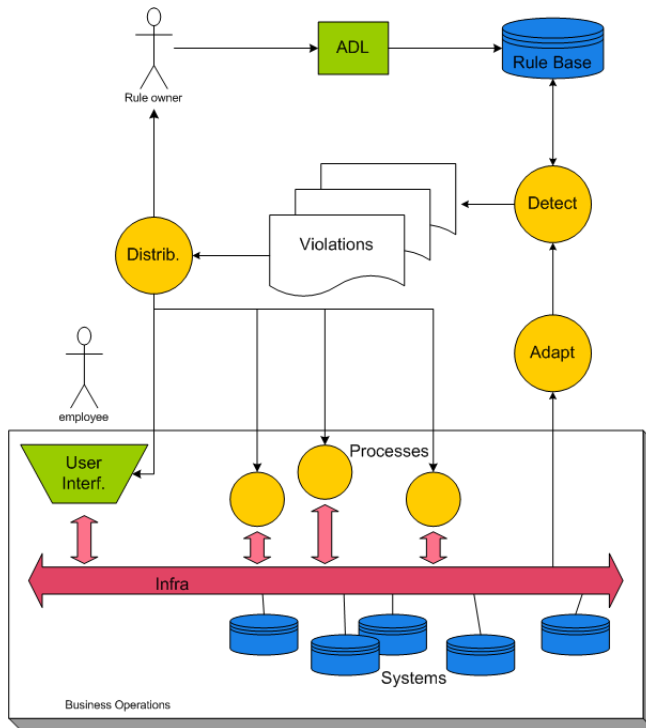 ADL
Rule Base
Rule owner
Detect
Violations
Distrib.
Adapt
employee
Processes
User
Interf.
Infra
Systems
Business Operations